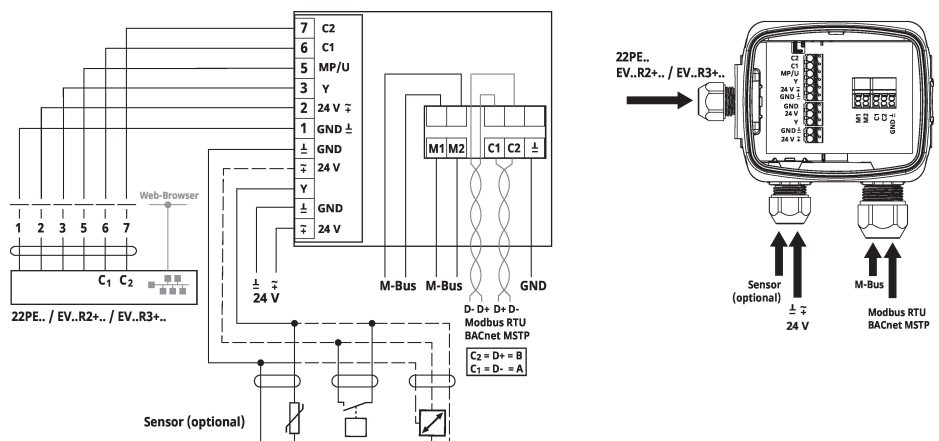 7 C2
6 C1
5 MP/U
3 Y
2 24 V ⏦
1 GND ⏚
⏚ GND
~ + 24 V
Y
⏚ GND
~ + 24 V
M1 M2 C1 C2 ⏚
Web-Browser
1 2 3 5 6 7
C1 C2
22PE.. / EV..R2+.. / EV..R3+..
⏚ ~ +
24 V
M-Bus M-Bus GND
D- D+ D+ D-
Modbus RTU
BACnet MSTP
C2 = D+ = B
C1 = D- = A
Sensor (optional)
22PE..
EV..R2+.. / EV..R3+..
C2
C1
MP/U
Y
24 V ⏦
GND ⏚
GND
24 V
Y
GND ⏚
24 V ⏦
M1
M2
C1
C2
GND ⏚
Sensor
(optional)
⏚ ~ +
24 V
M-Bus
Modbus RTU
BACnet MSTP